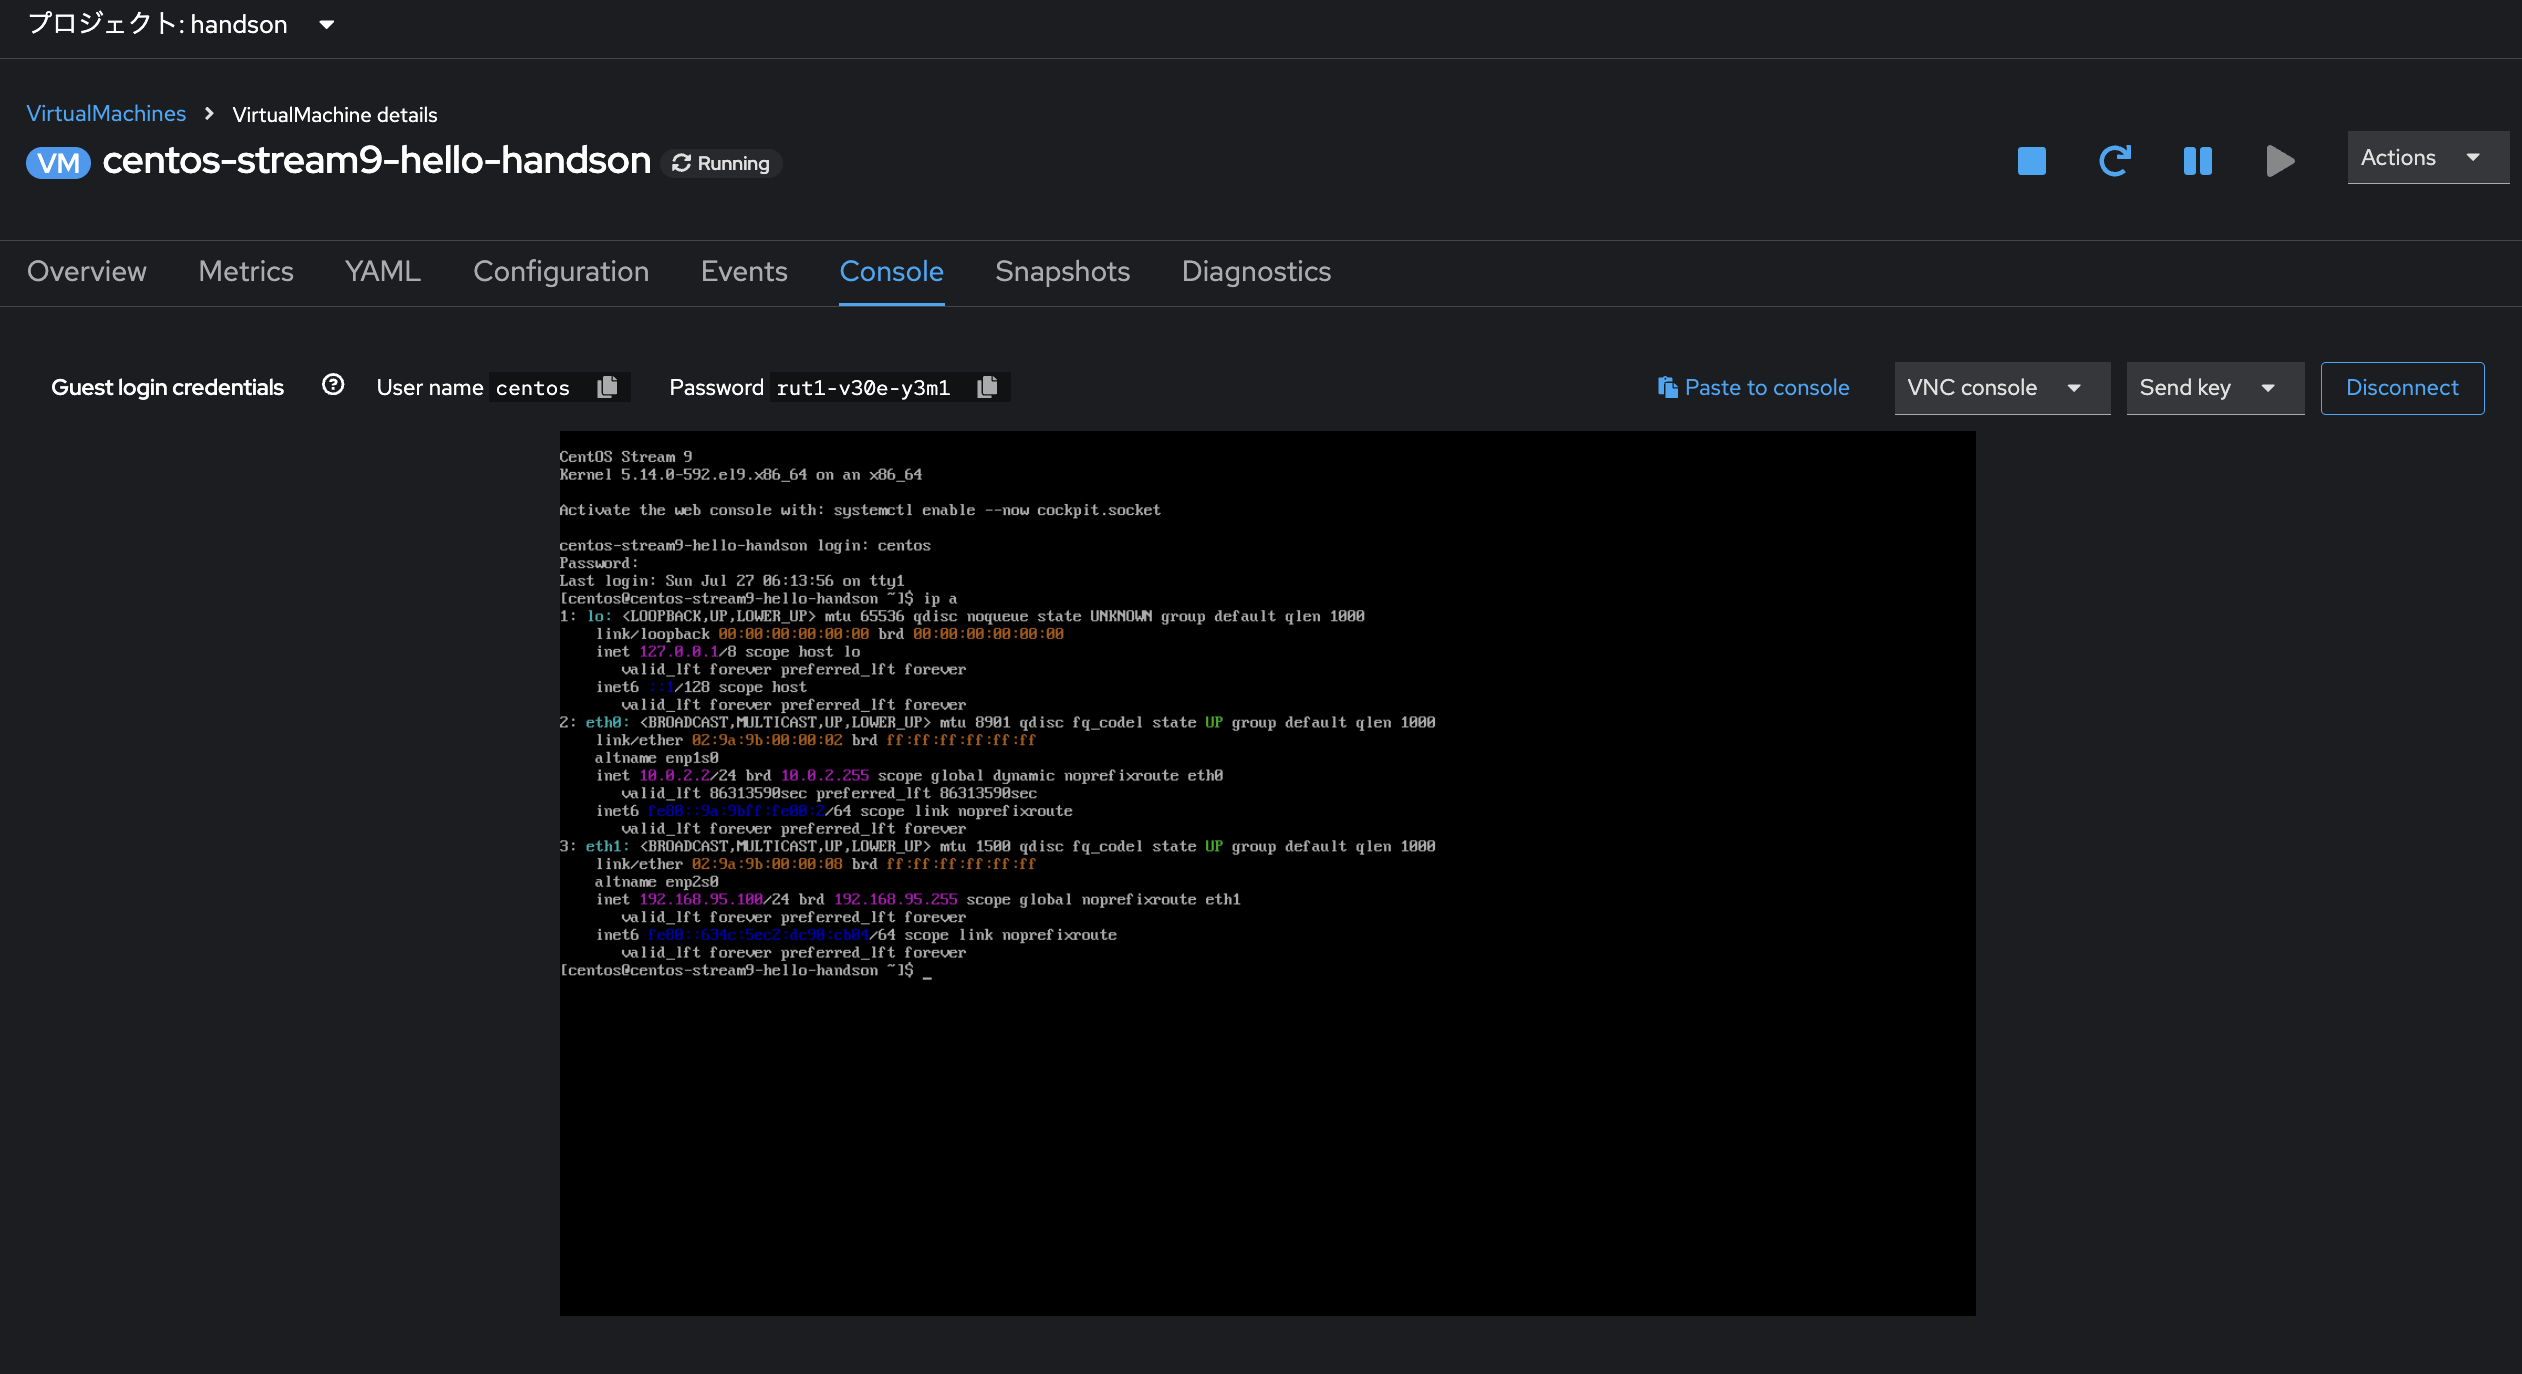 プロジェクト: handson
VirtualMachines > VirtualMachine details
VM centos-stream9-hello-handson Running
Actions
Overview Metrics YAML Configuration Events Console Snapshots Diagnostics
Guest login credentials User name centos Password rut1-v30e-y3m1 Paste to console VNC console Send key Disconnect
CentOS Stream 9
Kernel 5.14.0-592.el9.x86_64 on an x86_64
Activate the web console with: systemctl enable --now cockpit.socket
centos-stream9-hello-handson login: centos
Password:
Last login: Sun Jul 27 06:13:56 on tty1
[centos@centos-stream9-hello-handson ~]$ ip a
1: lo: <LOOPBACK,UP,LOWER_UP> mtu 65536 qdisc noqueue state UNKNOWN group default qlen 1000
link/loopback 00:00:00:00:00:00 brd 00:00:00:00:00:00
inet 127.0.0.1/8 scope host lo
valid_lft forever preferred_lft forever
inet6 ::1/128 scope host
valid_lft forever preferred_lft forever
2: eth0: <BROADCAST,MULTICAST,UP,LOWER_UP> mtu 8901 qdisc fq_codel state UP group default qlen 1000
link/ether 02:9a:9b:00:00:02 brd ff:ff:ff:ff:ff:ff
altname enp1s0
inet 10.0.2.2/24 brd 10.0.2.255 scope global dynamic noprefixroute eth0
valid_lft 86313590sec preferred_lft 86313590sec
inet6 fe80::9a:9bff:fe00:2/64 scope link noprefixroute
valid_lft forever preferred_lft forever
3: eth1: <BROADCAST,MULTICAST,UP,LOWER_UP> mtu 1500 qdisc fq_codel state UP group default qlen 1000
link/ether 02:9a:9b:00:00:08 brd ff:ff:ff:ff:ff:ff
altname enp2s0
inet 192.168.95.100/24 brd 192.168.95.255 scope global noprefixroute eth1
valid_lft forever preferred_lft forever
inet6 fe80::634c:5ec2:dc90:cb04/64 scope link noprefixroute
valid_lft forever preferred_lft forever
[centos@centos-stream9-hello-handson ~]$ _